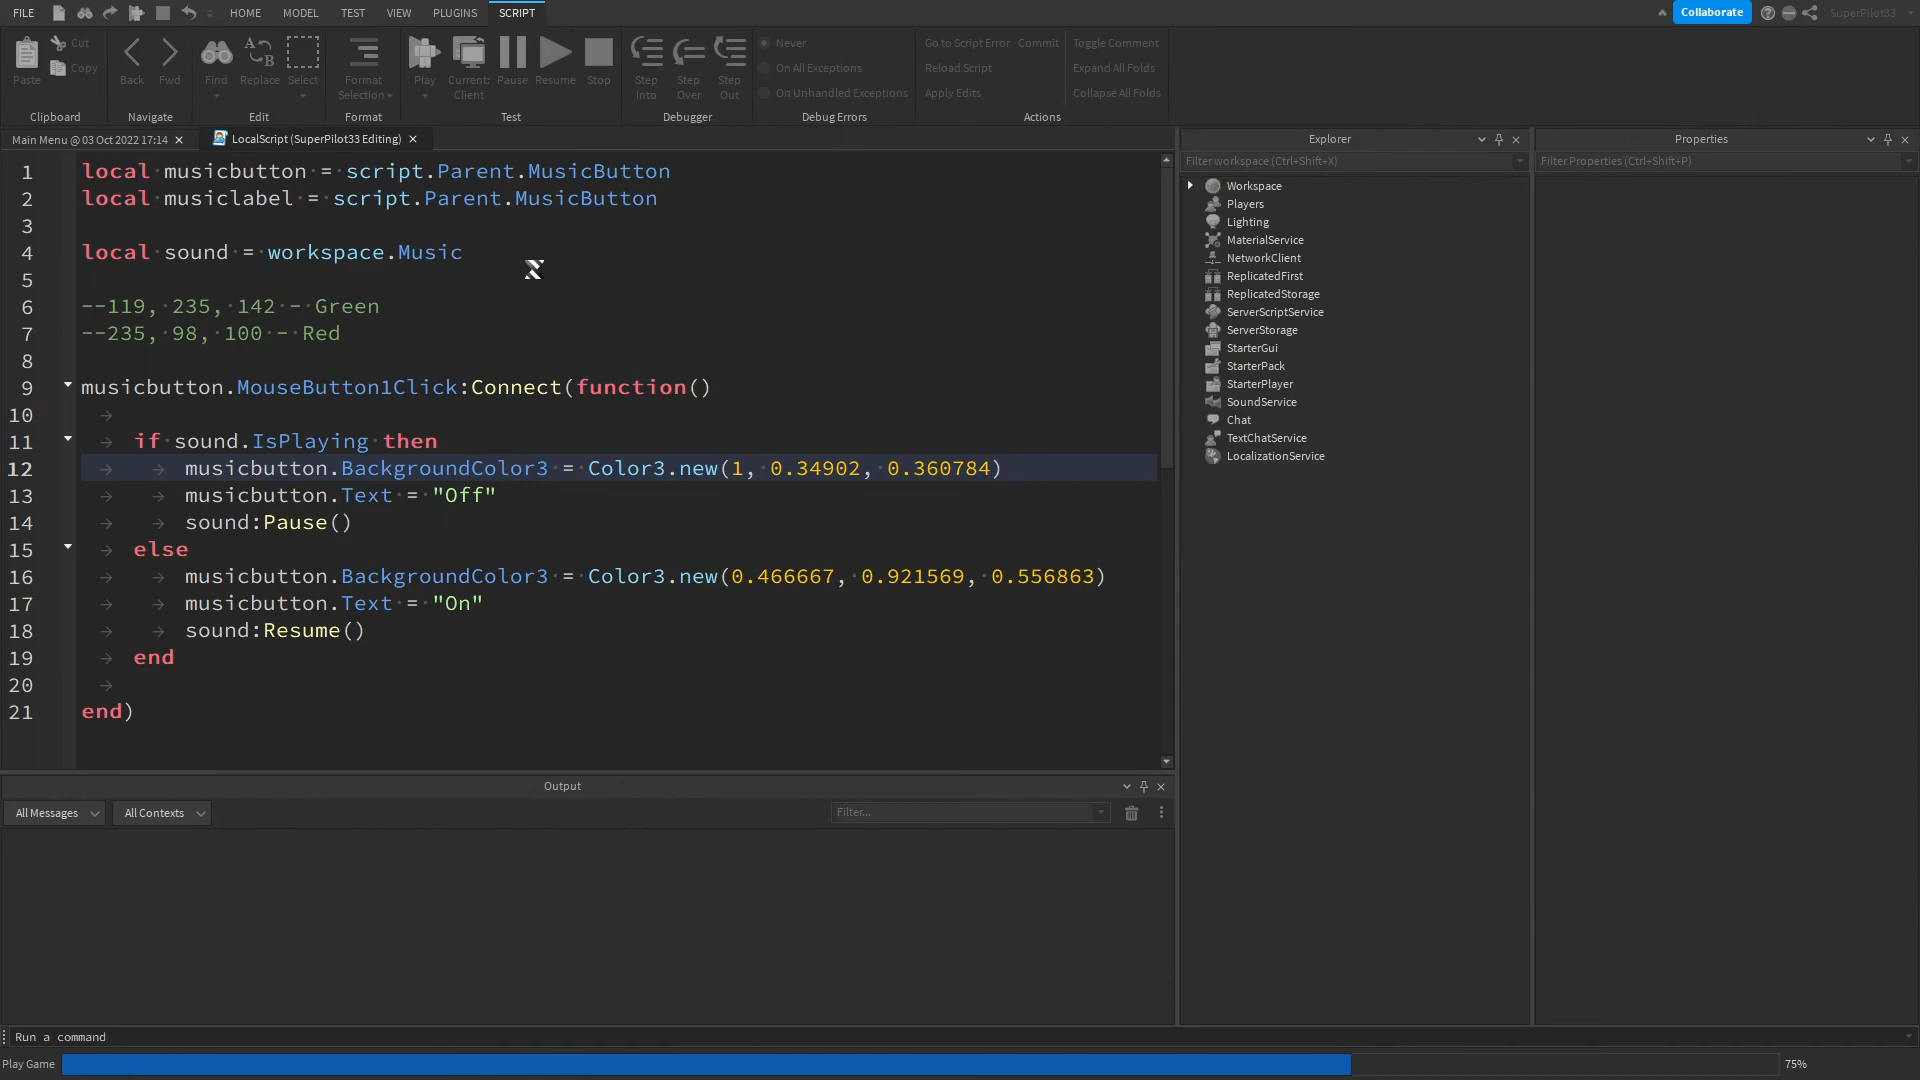 FILE HOME MODEL TEST VIEW PLUGINS SCRIPT Collaborate SuperPilot33
Paste Cut Copy Clipboard
Back Fwd Navigate
Find Replace Select Edit
Format Selection Format
Play Current: Client Pause Resume Stop Test
Step Into Step Over Step Out Debugger
Never
On All Exceptions
On Unhandled Exceptions
Debug Errors
Go to Script Error Commit Toggle Comment
Reload Script Expand All Folds
Apply Edits Collapse All Folds
Actions
Main Menu @ 03 Oct 2022 17:14 LocalScript (SuperPilot33 Editing)
1 local musicbutton = script.Parent.MusicButton
2 local musiclabel = script.Parent.MusicButton
3
4 local sound = workspace.Music
5
6 --119, 235, 142 - Green
7 --235, 98, 100 - Red
8
9 musicbutton.MouseButton1Click:Connect(function()
10
11 if sound.IsPlaying then
12 musicbutton.BackgroundColor3 = Color3.new(1, 0.34902, 0.360784)
13 musicbutton.Text = "Off"
14 sound:Pause()
15 else
16 musicbutton.BackgroundColor3 = Color3.new(0.466667, 0.921569, 0.556863)
17 musicbutton.Text = "On"
18 sound:Resume()
19 end
20
21 end)
Output
All Messages All Contexts Filter...
Run a command
Play Game 75%
Explorer
Filter workspace (Ctrl+Shift+X)
Workspace
Players
Lighting
MaterialService
NetworkClient
ReplicatedFirst
ReplicatedStorage
ServerScriptService
ServerStorage
StarterGui
StarterPack
StarterPlayer
SoundService
Chat
TextChatService
LocalizationService
Properties
Filter Properties (Ctrl+Shift+P)